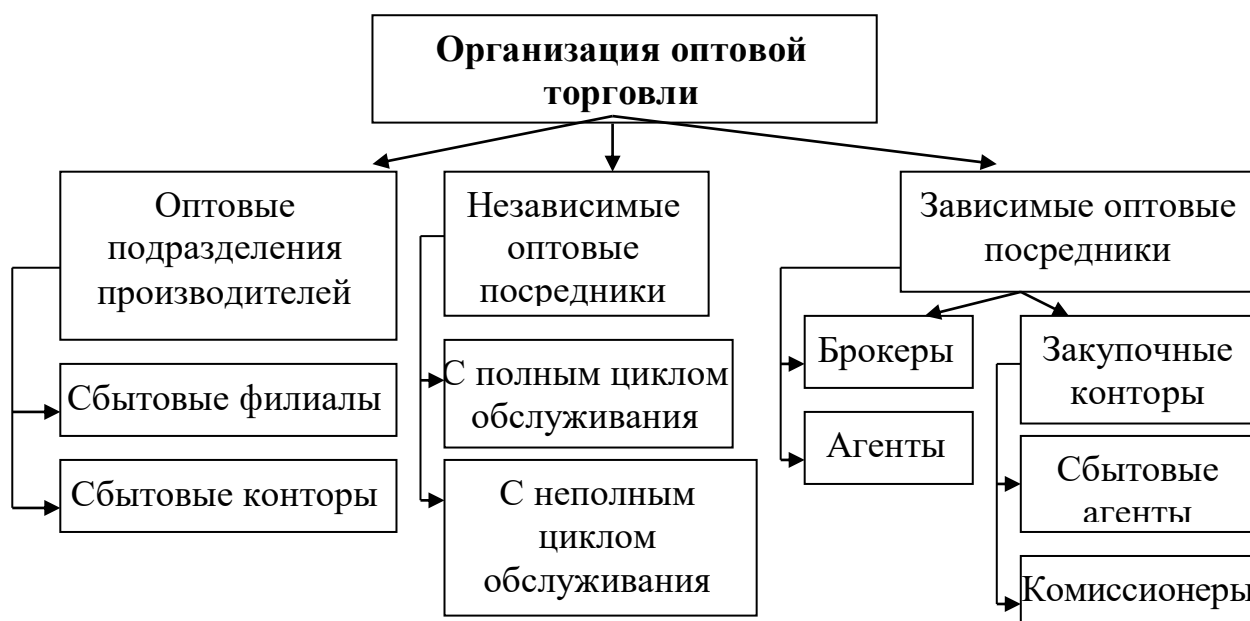 Организация оптовой
торговли
Оптовые
подразделения
производителей
Сбытовые филиалы
Сбытовые конторы
Независимые
оптовые
посредники
С полным циклом
обслуживания
С неполным
циклом
обслуживания
Зависимые оптовые
посредники
Брокеры
Агенты
Закупочные
конторы
Сбытовые
агенты
Комиссионеры